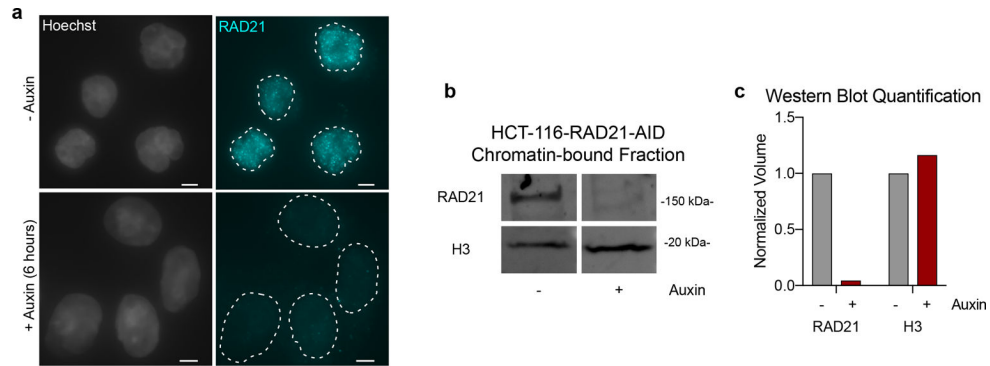 a
Hoechst
RAD21
- Auxin
+ Auxin (6 hours)
b
HCT-116-RAD21-AID
Chromatin-bound Fraction
RAD21
-150 kDa-
H3
-20 kDa-
- + Auxin
c
Western Blot Quantification
Normalized Volume
1.5
1.0
0.5
0.0
- + - + Auxin
RAD21 H3